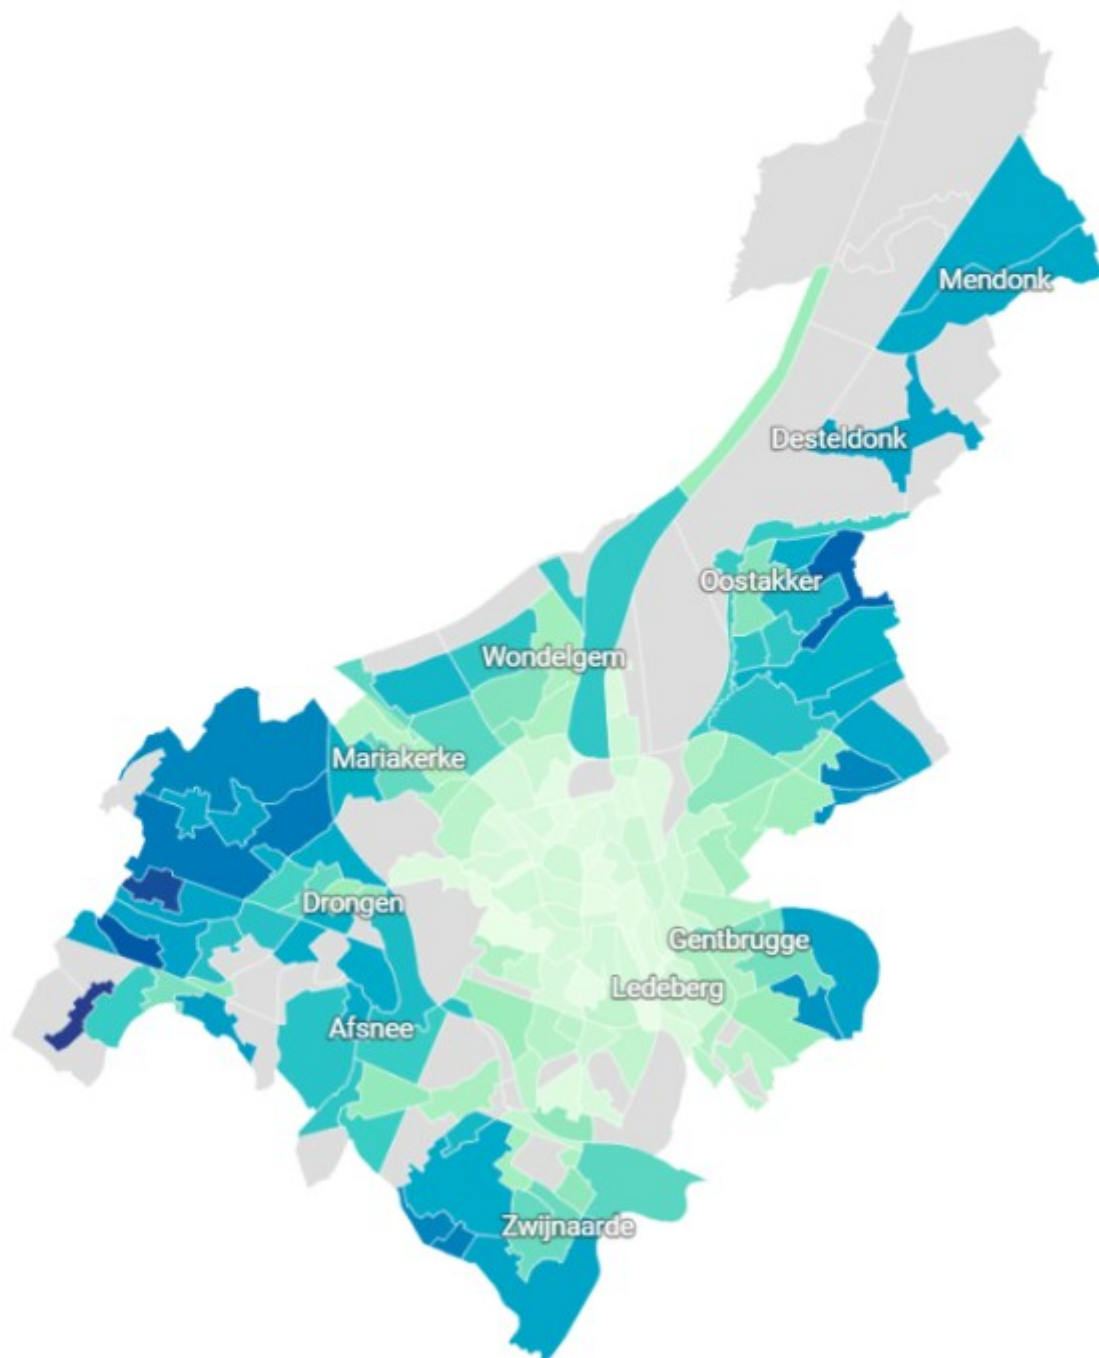 Mendonk
Desteldonk
Oostakker
Wondelgem
Mariakerke
Drongen
Gentbrugge
Ledeberg
Afsnee
Zwijnaarde